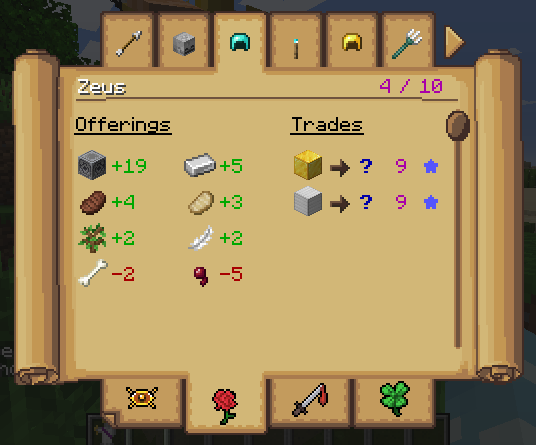 Zeus 4 / 10
Offerings Trades
+19 +5 ? 9
+4 +3 ? 9
+2 +2
-2 -5